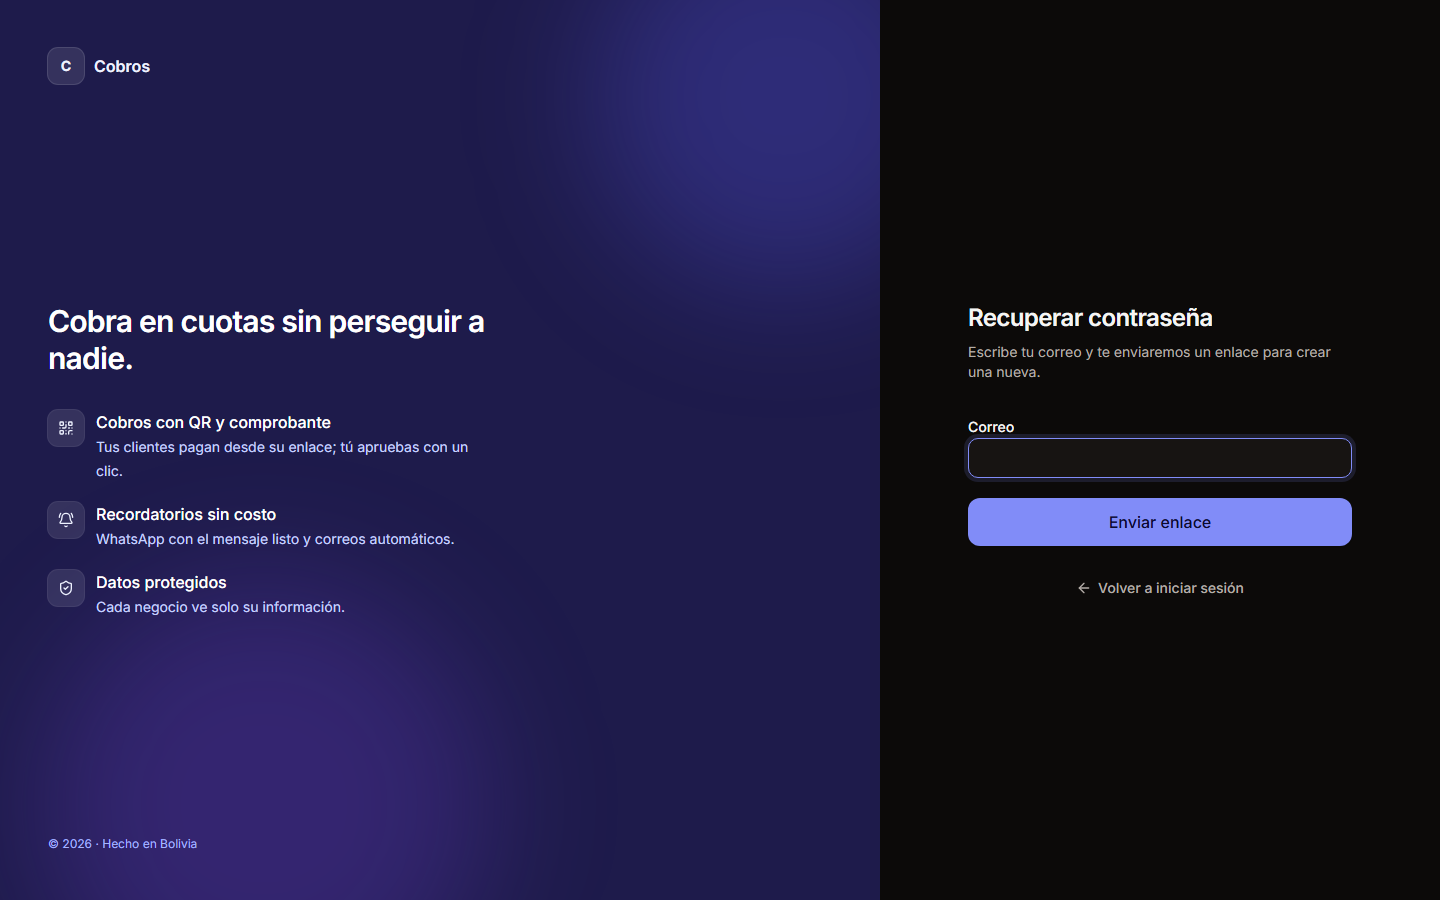 C
Cobros
Cobra en cuotas sin perseguir a
nadie.
Cobros con QR y comprobante
Tus clientes pagan desde su enlace; tú apruebas con un
clic.
Recordatorios sin costo
WhatsApp con el mensaje listo y correos automáticos.
Datos protegidos
Cada negocio ve solo su información.
© 2026 · Hecho en Bolivia
Recuperar contraseña
Escribe tu correo y te enviaremos un enlace para crear
una nueva.
Correo
Enviar enlace
← Volver a iniciar sesión